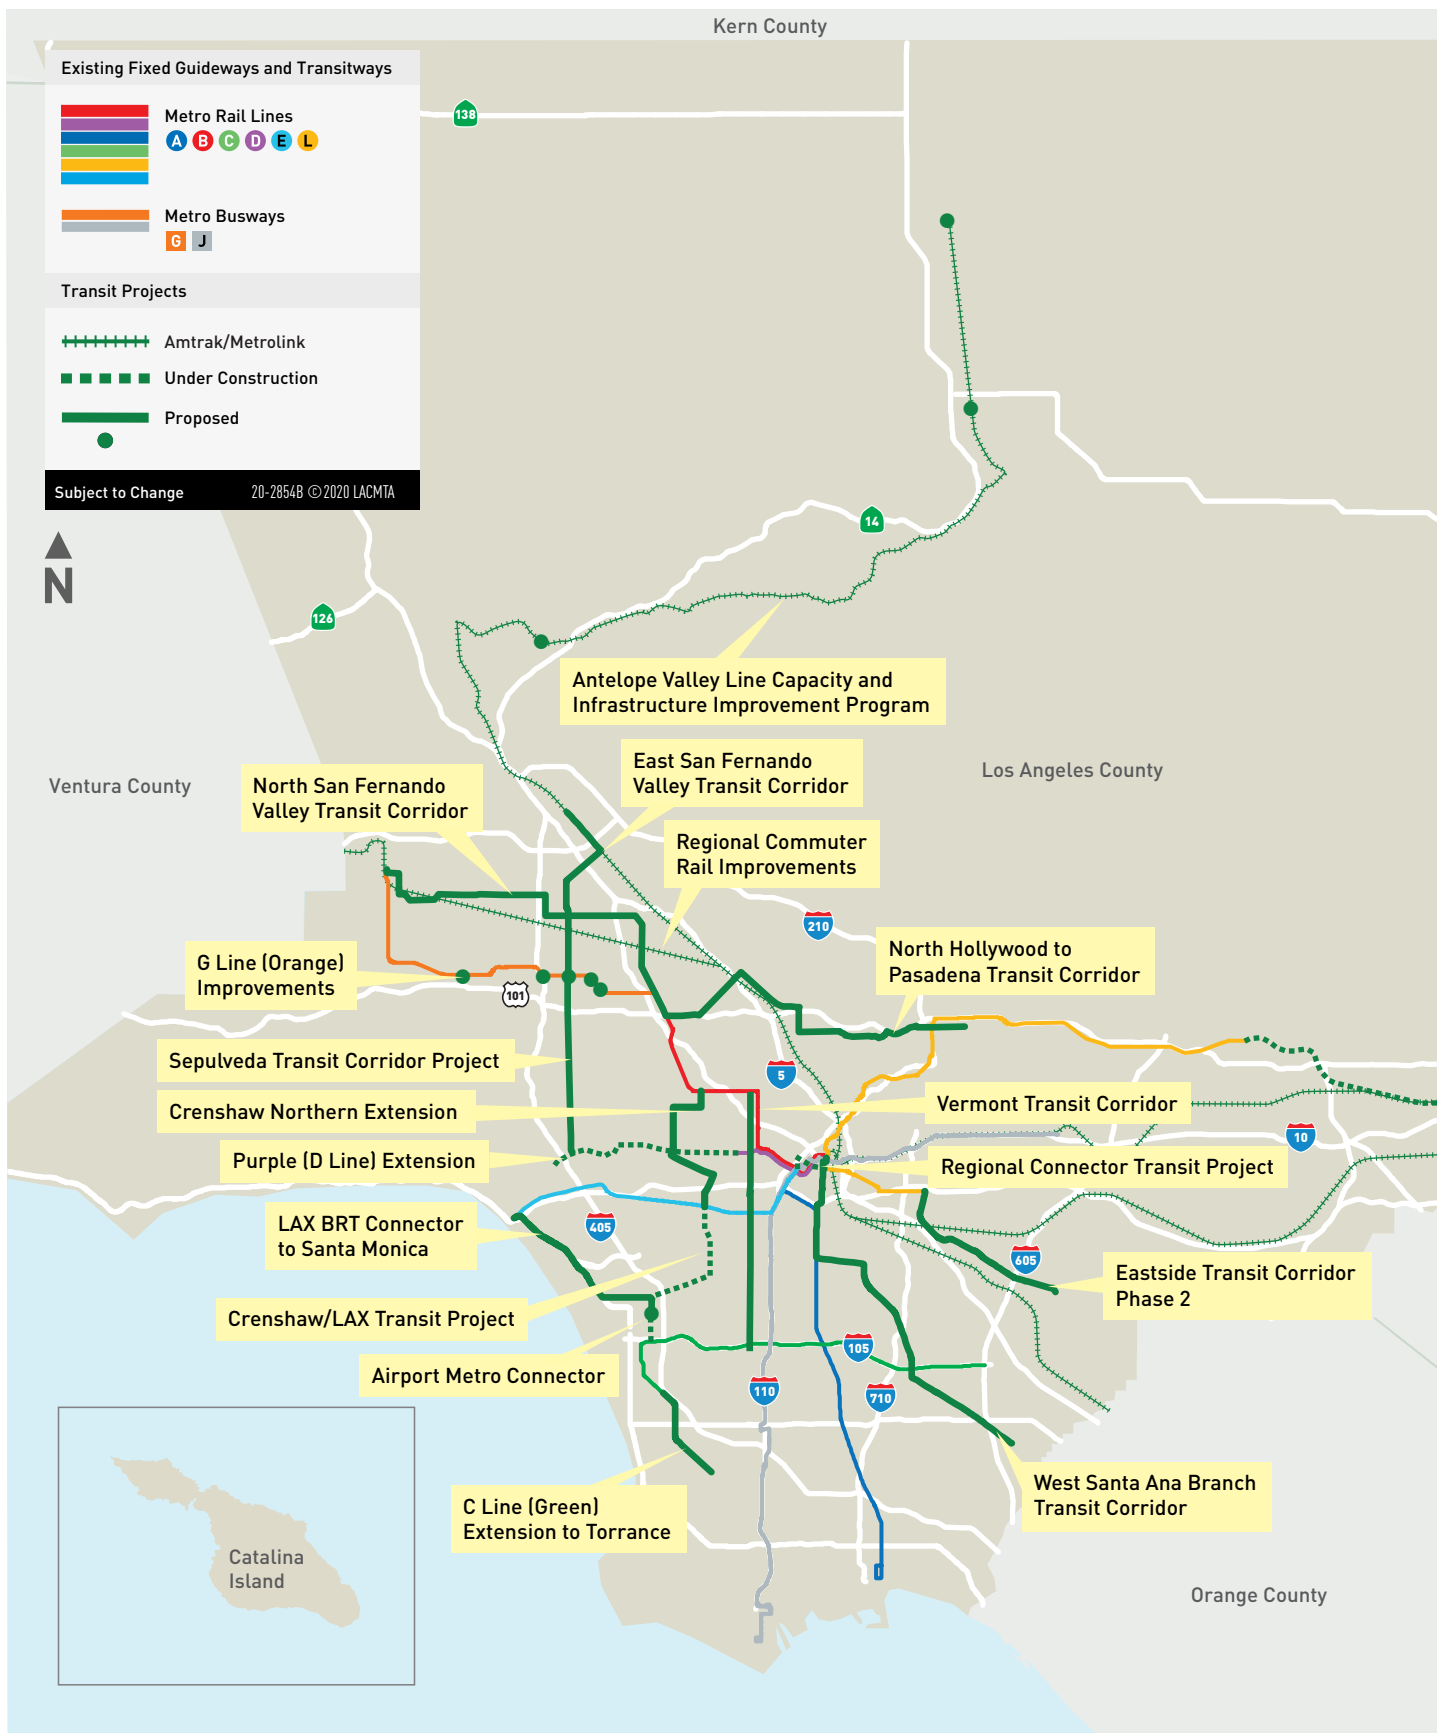 Kern County
Existing Fixed Guideways and Transitways
Metro Rail Lines
A B C D E L
Metro Busways
G J
Transit Projects
Amtrak/Metrolink
Under Construction
Proposed
Subject to Change 20-2854B ©2020 LACMTA
N
138
14
126
Antelope Valley Line Capacity and
Infrastructure Improvement Program
Ventura County
Los Angeles County
North San Fernando
Valley Transit Corridor
East San Fernando
Valley Transit Corridor
Regional Commuter
Rail Improvements
210
North Hollywood to
Pasadena Transit Corridor
G Line (Orange)
Improvements
101
Sepulveda Transit Corridor Project
5
Crenshaw Northern Extension
Vermont Transit Corridor
10
Purple (D Line) Extension
Regional Connector Transit Project
LAX BRT Connector
to Santa Monica
405
605
Eastside Transit Corridor
Phase 2
Crenshaw/LAX Transit Project
105
Airport Metro Connector
110
710
C Line (Green)
Extension to Torrance
West Santa Ana Branch
Transit Corridor
Catalina
Island
Orange County